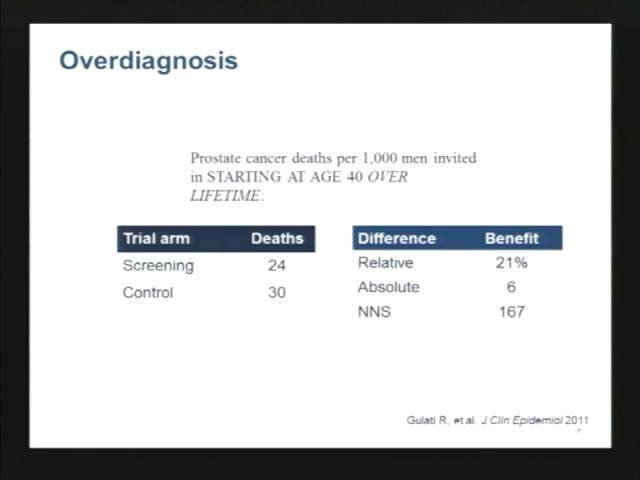 Overdiagnosis
Prostate cancer deaths per 1,000 men invited
in STARTING AT AGE 40 OVER
LIFETIME:
Trial arm Deaths
Screening 24
Control 30
Difference Benefit
Relative 21%
Absolute 6
NNS 167
Gulati R, et al. J Clin Epidemiol 2011